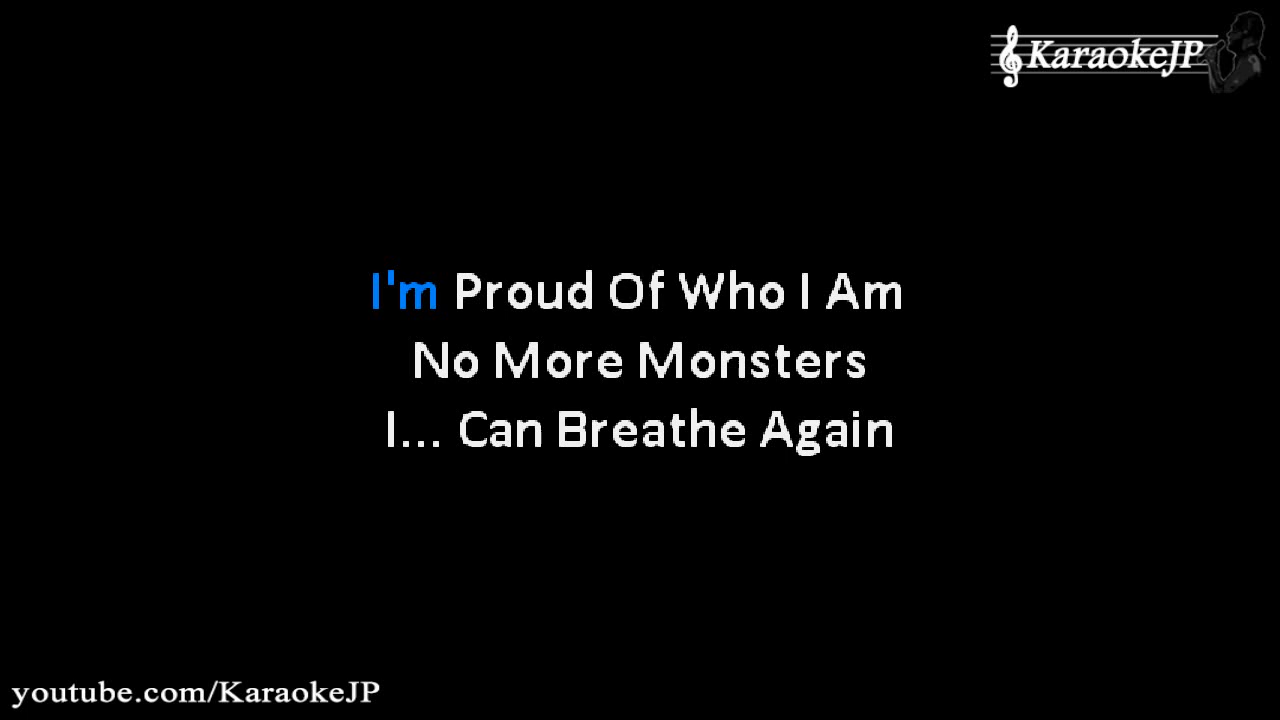 KaraokeJP
I'm Proud Of Who I Am
No More Monsters
I... Can Breathe Again
youtube.com/KaraokeJP